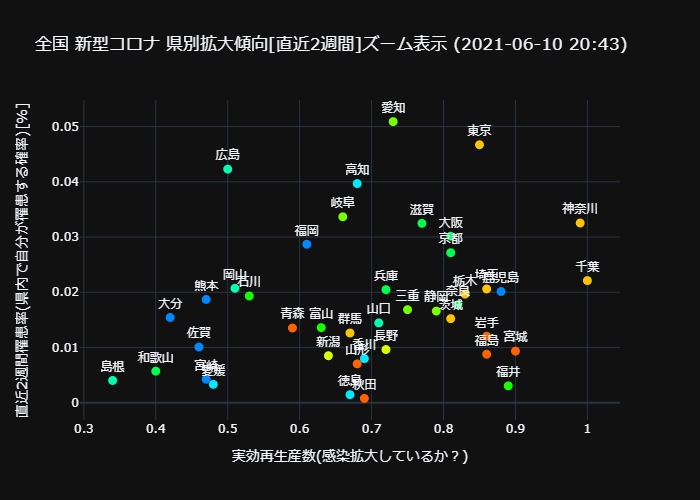 全国 新型コロナ 県別拡大傾向[直近2週間]ズーム表示 (2021-06-10 20:43)
直近2週間罹患率(県内で自分が罹患する確率)[%]
0.05
0.04
0.03
0.02
0.01
0
愛知
東京
広島
高知
岐阜
滋賀
神奈川
大阪
福岡
京都
千葉
岡山
石川
兵庫
栃木
埼玉
鹿児島
熊本
奈良
大分
三重
静岡
茨城
青森
富山
群馬
山口
岩手
佐賀
新潟
長野
香川
山形
福島
宮城
島根
和歌山
宮崎
愛媛
徳島
秋田
福井
0.3
0.4
0.5
0.6
0.7
0.8
0.9
1
実効再生産数(感染拡大しているか？)